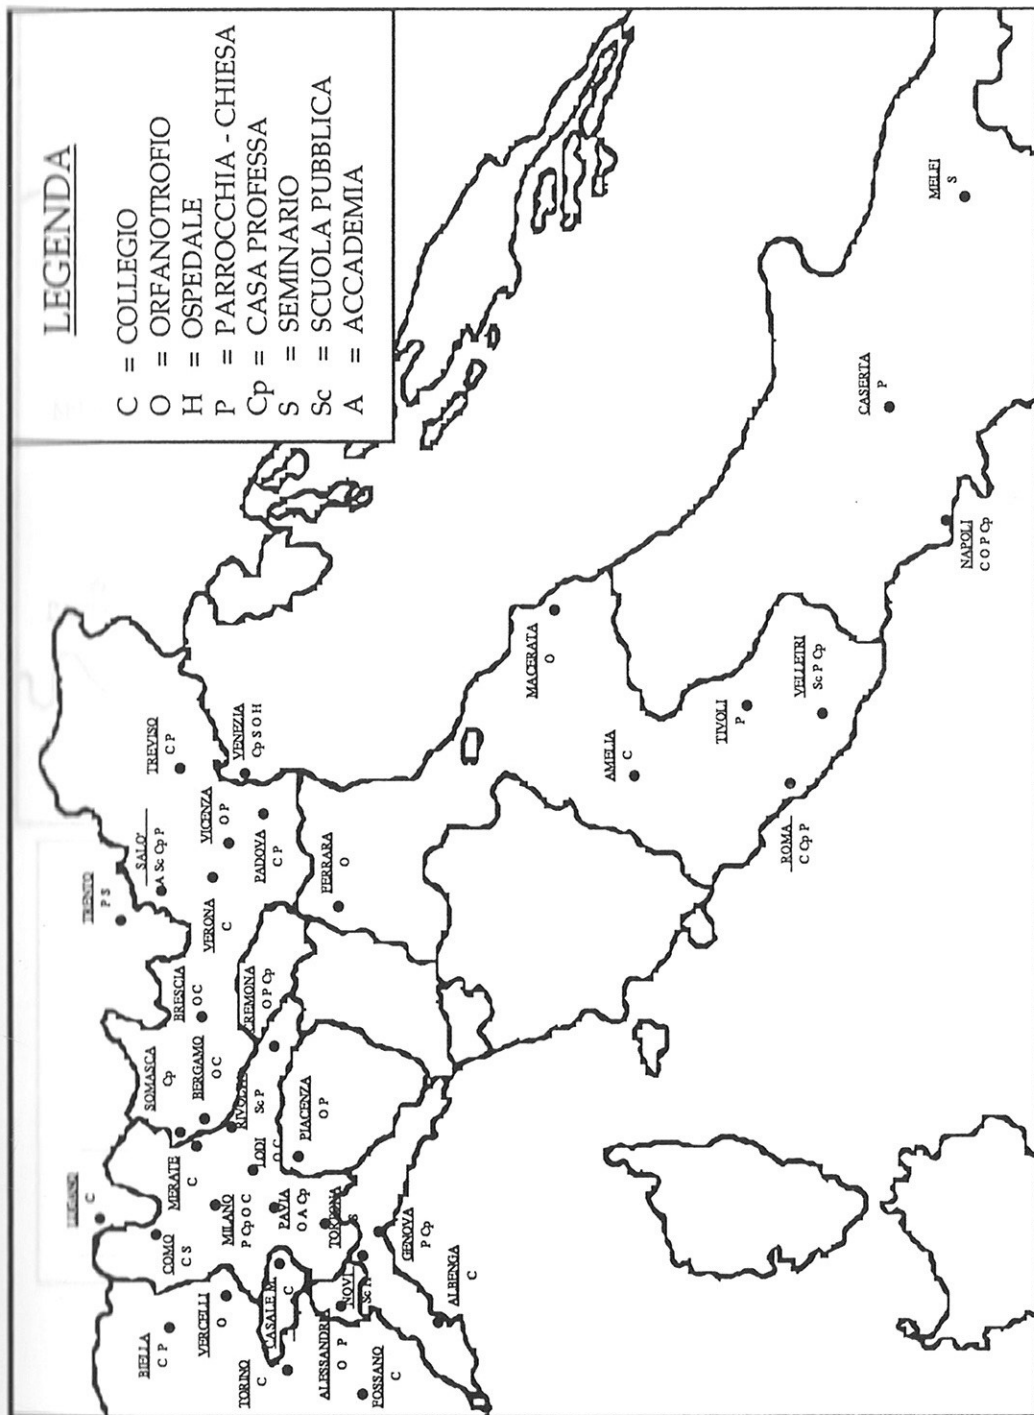 LEGENDA
C = COLLEGIO
O = ORFANOTROFIO
H = OSPEDALE
P = PARROCCHIA - CHIESA
Cp = CASA PROFESSA
S = SEMINARIO
Sc = SCUOLA PUBBLICA
A = ACCADEMIA
LUGANO
C
COMO
C S
BIELLA
C P
VERCELLI
O
TORINO
C
CASALE M.
C
ALESSANDRIA
O P
FOSSANO
C
NOVI
Sc
ALBENGA
C
GENOVA
P Cp
TORTONA
S
PAVIA
O A Cp
MILANO
P Cp O C
MERATE
C
SOMASCA
Cp
BERGAMO
O C
Sc P
LODI
O C
PIACENZA
O P
CREMONA
O P Cp
BRESCIA
O C
TRENTO
P S
SALO'
A Sc Cp P
VERONA
C
VICENZA
O P
PADOVA
C P
TREVISO
C P
VENEZIA
Cp S O H
FERRARA
O
MACERATA
O
AMELIA
C
TIVOLI
P
VELLETRI
Sc P Cp
ROMA
C Cp P
NAPOLI
C O P Cp
CASERTA
P
MELFI
S